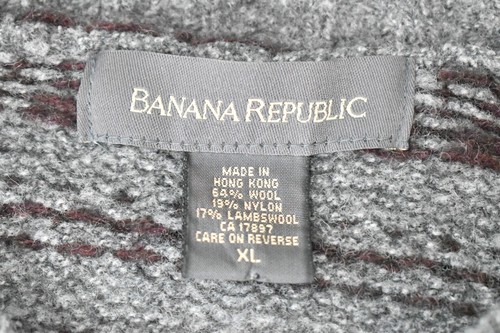 BANANA REPUBLIC
MADE IN
HONG KONG
64% WOOL
19% NYLON
17% LAMBSWOOL
CA 17897
CARE ON REVERSE
XL